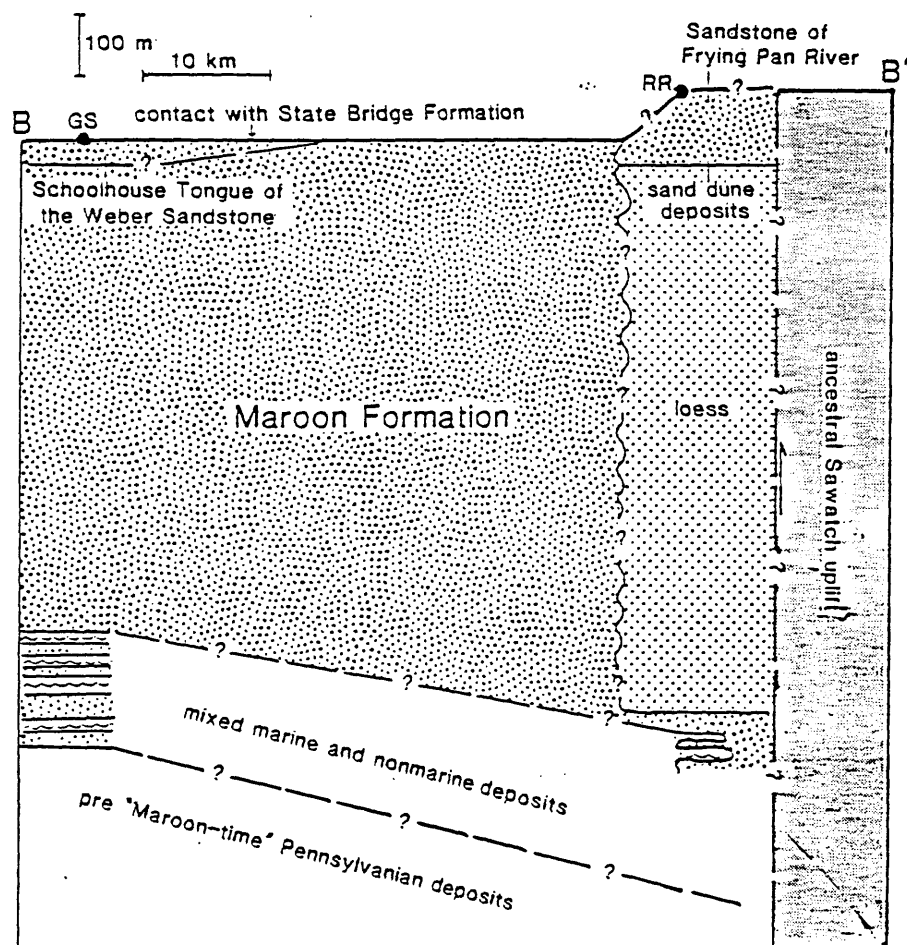 100 m
10 km
Sandstone of
Frying Pan River
B
GS
contact with State Bridge Formation
RR
?
B'
?
?
Schoolhouse Tongue of
the Weber Sandstone
sand dune
deposits
?
?
?
?
Maroon Formation
loess
ancestral Sawatch uplift
?
?
?
?
?
?
?
?
?
mixed marine and nonmarine deposits
?
?
?
pre "Maroon-time" Pennsylvanian deposits